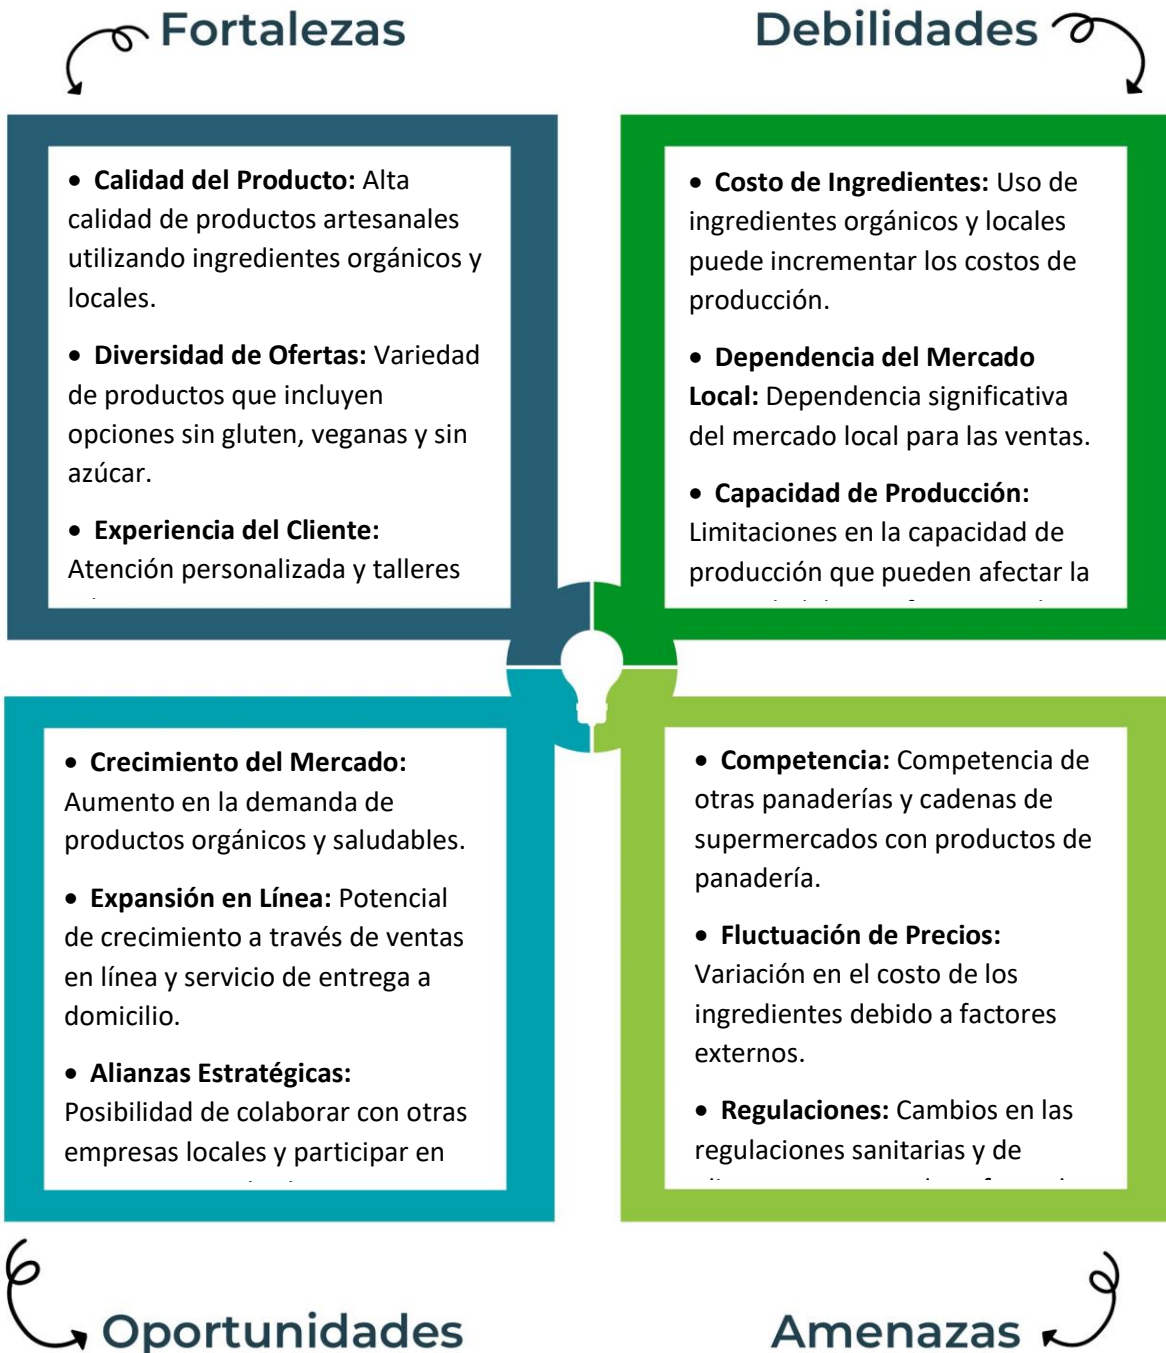 Fortalezas
• Calidad del Producto: Alta
calidad de productos artesanales
utilizando ingredientes orgánicos y
locales.
• Diversidad de Ofertas: Variedad
de productos que incluyen
opciones sin gluten, veganas y sin
azúcar.
• Experiencia del Cliente:
Atención personalizada y talleres
Debilidades
• Costo de Ingredientes: Uso de
ingredientes orgánicos y locales
puede incrementar los costos de
producción.
• Dependencia del Mercado
Local: Dependencia significativa
del mercado local para las ventas.
• Capacidad de Producción:
Limitaciones en la capacidad de
producción que pueden afectar la
• Crecimiento del Mercado:
Aumento en la demanda de
productos orgánicos y saludables.
• Expansión en Línea: Potencial
de crecimiento a través de ventas
en línea y servicio de entrega a
domicilio.
• Alianzas Estratégicas:
Posibilidad de colaborar con otras
empresas locales y participar en
Oportunidades
• Competencia: Competencia de
otras panaderías y cadenas de
supermercados con productos de
panadería.
• Fluctuación de Precios:
Variación en el costo de los
ingredientes debido a factores
externos.
• Regulaciones: Cambios en las
regulaciones sanitarias y de
Amenazas